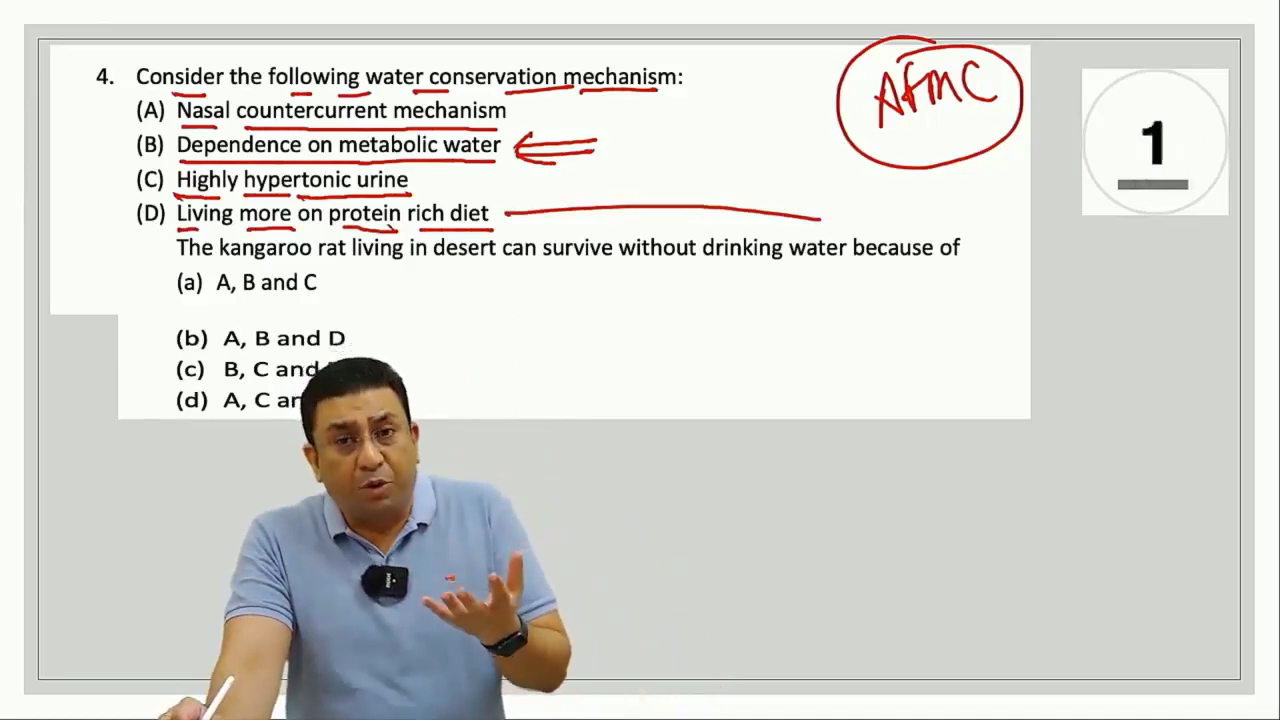 4. Consider the following water conservation mechanism:
(A) Nasal countercurrent mechanism
(B) Dependence on metabolic water
(C) Highly hypertonic urine
(D) Living more on protein rich diet
The kangaroo rat living in desert can survive without drinking water because of
(a) A, B and C
(b) A, B and D
(c) B, C and
(d) A, C
AFMC
1